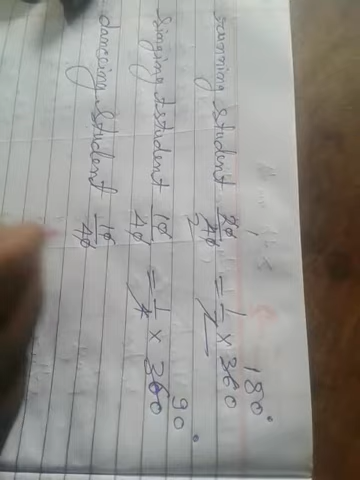 running student 20/40 = 1/2 × 360 180°
Singing student 10/40 = 1/4 × 360 90°
dancing student 10/40